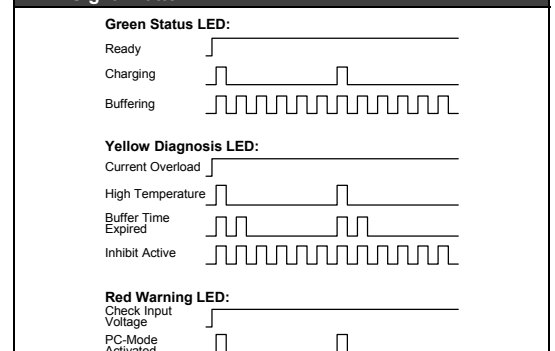 Green Status LED:
Ready
Charging
Buffering
Yellow Diagnosis LED:
Current Overload
High Temperature
Buffer Time
Expired
Inhibit Active
Red Warning LED:
Check Input
Voltage
PC-Mode
Activated